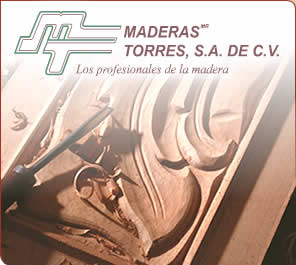 MADERAS MR
TORRES, S.A. DE C.V.
Los profesionales de la madera